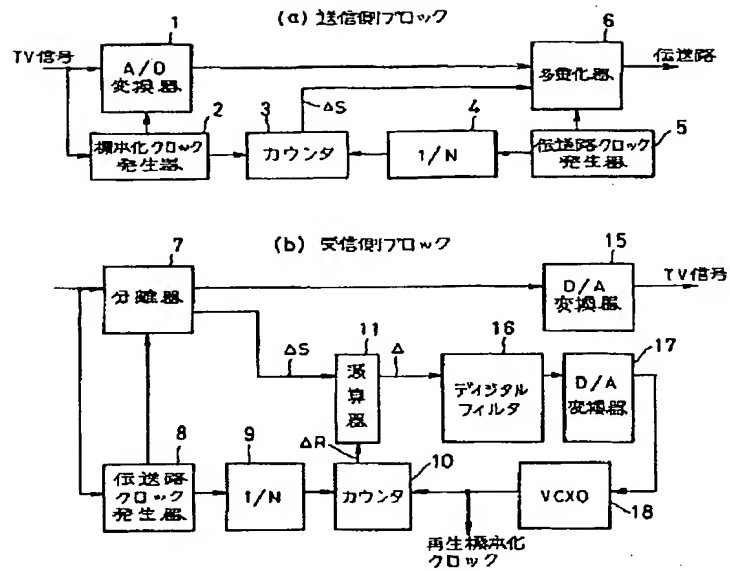 (a) 送信側ブロック
TV信号
1
A/D
変換器
2
標本化クロック
発生器
3
カウンタ
ΔS
4
1/N
5
伝送路クロック
発生器
6
多重化器
伝送路
(b) 受信側ブロック
7
分離器
8
伝送路
クロック
発生器
9
1/N
ΔS
11
減
算
器
Δ
ΔR
10
カウンタ
16
ディジタル
フィルタ
15
D/A
変換器
TV信号
17
D/A
変換器
VCXO
18
再生標本化
クロック